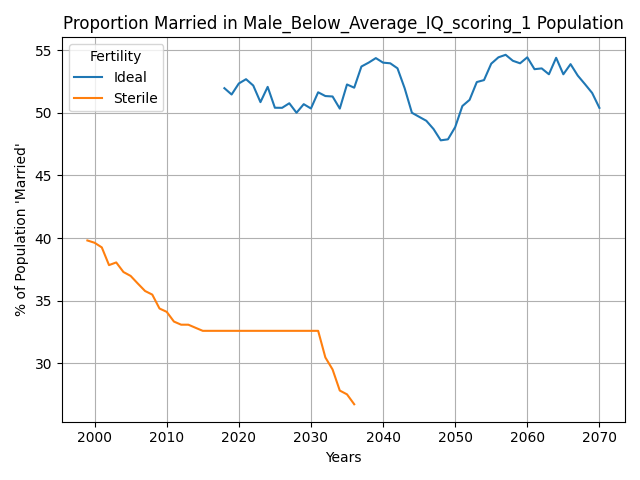 Proportion Married in Male_Below_Average_IQ_scoring_1 Population
Fertility
Ideal
Sterile
% of Population 'Married'
55
50
45
40
35
30
2000 2010 2020 2030 2040 2050 2060 2070
Years